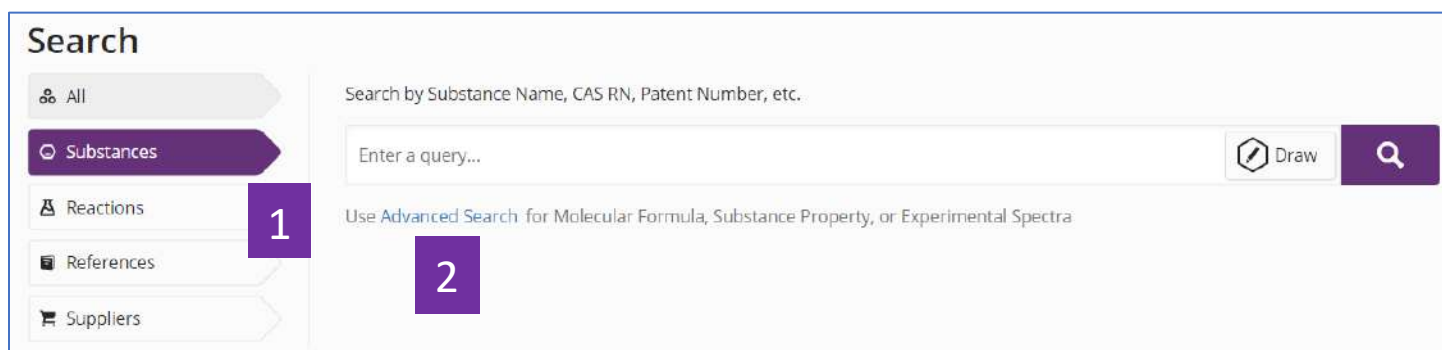 Search
All
Search by Substance Name, CAS RN, Patent Number, etc.
Substances
Enter a query...
Draw
Reactions
1
Use Advanced Search for Molecular Formula, Substance Property, or Experimental Spectra
References
2
Suppliers